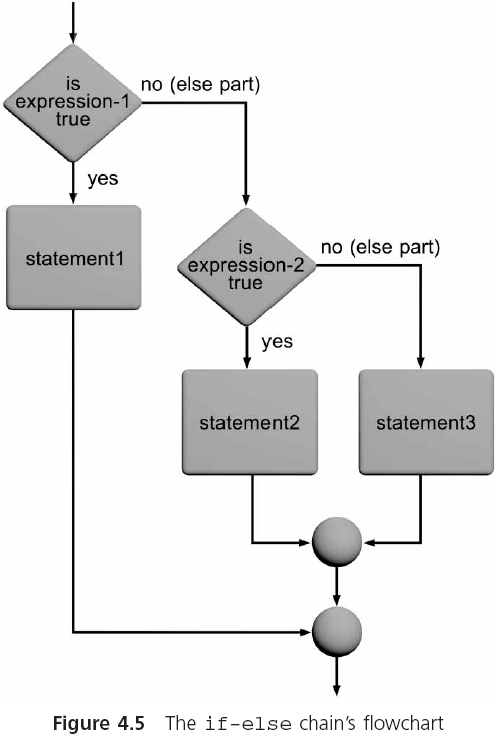 is
expression-1
true
no (else part)
yes
statement1
is
expression-2
true
no (else part)
yes
statement2
statement3
Figure 4.5 The if-else chain's flowchart